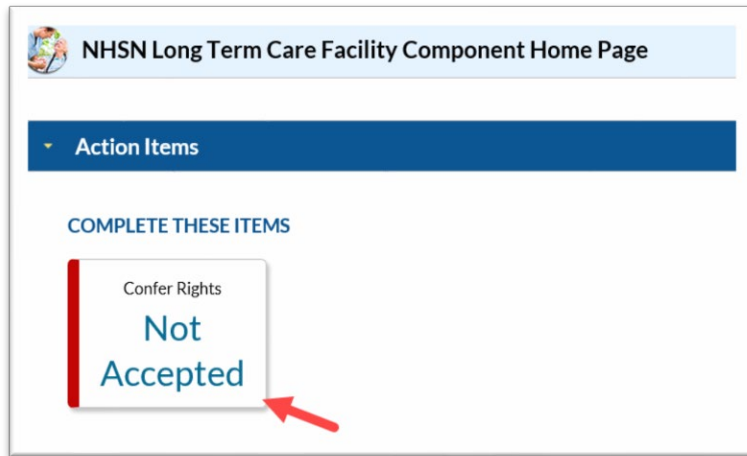 NHSN Long Term Care Facility Component Home Page
Action Items
COMPLETE THESE ITEMS
Confer Rights
Not
Accepted